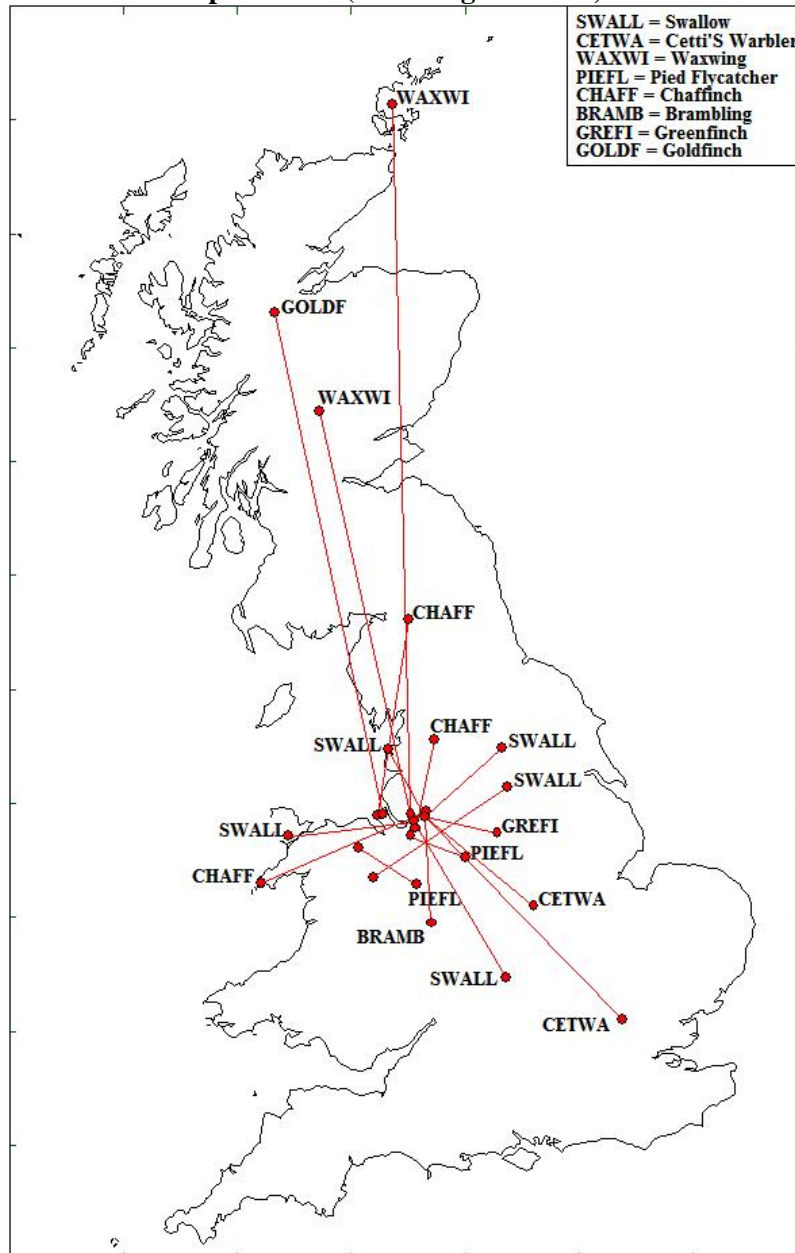 SWALL = Swallow
CETWA = Cetti'S Warbler
WAXWI = Waxwing
PIEFL = Pied Flycatcher
CHAFF = Chaffinch
BRAMB = Brambling
GREFI = Greenfinch
GOLDF = Goldfinch
WAXWI
GOLDF
WAXWI
CHAFF
CHAFF
SWALL
SWALL
SWALL
SWALL
GREFI
PIEFL
CHAFF
PIEFL
CETWA
BRAMB
SWALL
CETWA